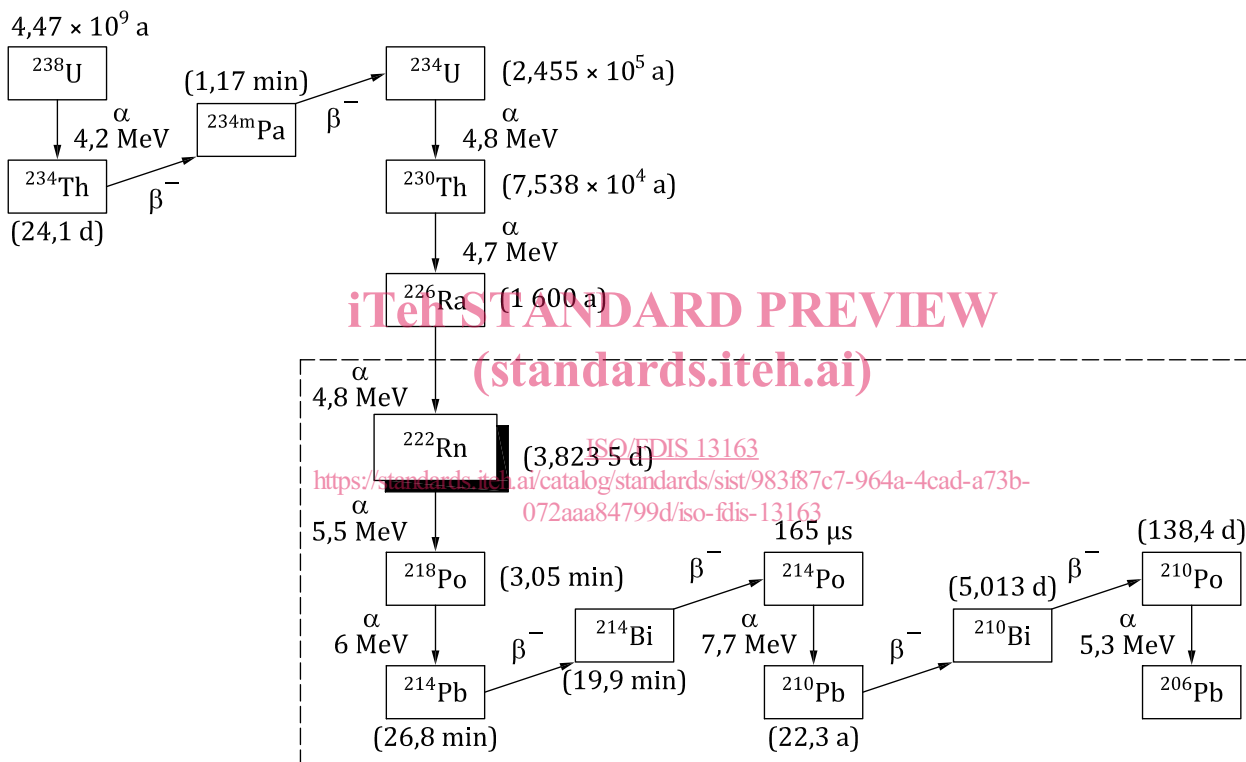 4,47 × 10⁹ a
²³⁸U
(1,17 min)
²³⁴U
(2,455 × 10⁵ a)
α
4,2 MeV
²³⁴ᵐPa
β⁻
α
4,8 MeV
²³⁴Th
β⁻
²³⁰Th
(7,538 × 10⁴ a)
(24,1 d)
α
4,7 MeV
²²⁶Ra
(1 600 a)
iTeh STANDARD PREVIEW
(standards.iteh.ai)
α
4,8 MeV
²²²Rn
(3,823 5 d)
ISO/FDIS 13163
https://standards.iteh.ai/catalog/standards/sist/983f87c7-964a-4cad-a73b-
072aaa84799d/iso-fdis-13163
α
5,5 MeV
165 µs
(138,4 d)
²¹⁸Po
(3,05 min)
β⁻
²¹⁴Po
(5,013 d)
β⁻
²¹⁰Po
α
6 MeV
β⁻
²¹⁴Bi
α
7,7 MeV
β⁻
²¹⁰Bi
α
5,3 MeV
²¹⁴Pb
(19,9 min)
²¹⁰Pb
²⁰⁶Pb
(26,8 min)
(22,3 a)